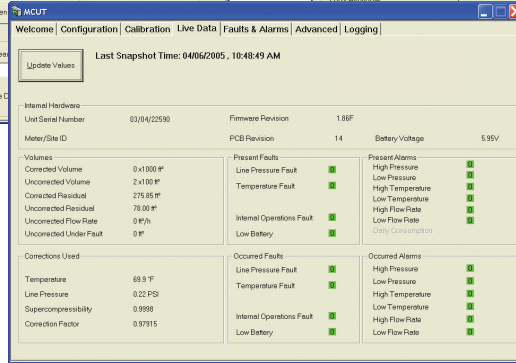 MCUT
Welcome Configuration Calibration Live Data Faults & Alarms Advanced Logging
Update Values
Last Snapshot Time: 04/06/2005 , 10:48:49 AM
Internal Hardware
Unit Serial Number 03/04/22590 Firmware Revision 1.86F
Meter/Site ID PCB Revision 14 Battery Voltage 5.95V
Volumes
Corrected Volume 0 x1000 ft³
Uncorrected Volume 2 x100 ft³
Corrected Residual 275.85 ft³
Uncorrected Residual 78.00 ft³
Uncorrected Flow Rate 0 ft³/h
Uncorrected Under Fault 0 ft³
Present Faults
Line Pressure Fault 0
Temperature Fault 0
Internal Operations Fault 0
Low Battery 0
Present Alarms
High Pressure 0
Low Pressure 0
High Temperature 0
Low Temperature 0
High Flow Rate 0
Low Flow Rate 0
Daily Consumption
Corrections Used
Temperature 69.9 °F
Line Pressure 0.22 PSI
Supercompressibility 0.9998
Correction Factor 0.97915
Occurred Faults
Line Pressure Fault 0
Temperature Fault 0
Internal Operations Fault 0
Low Battery 0
Occurred Alarms
High Pressure 0
Low Pressure 0
High Temperature 0
Low Temperature 0
High Flow Rate 0
Low Flow Rate 0